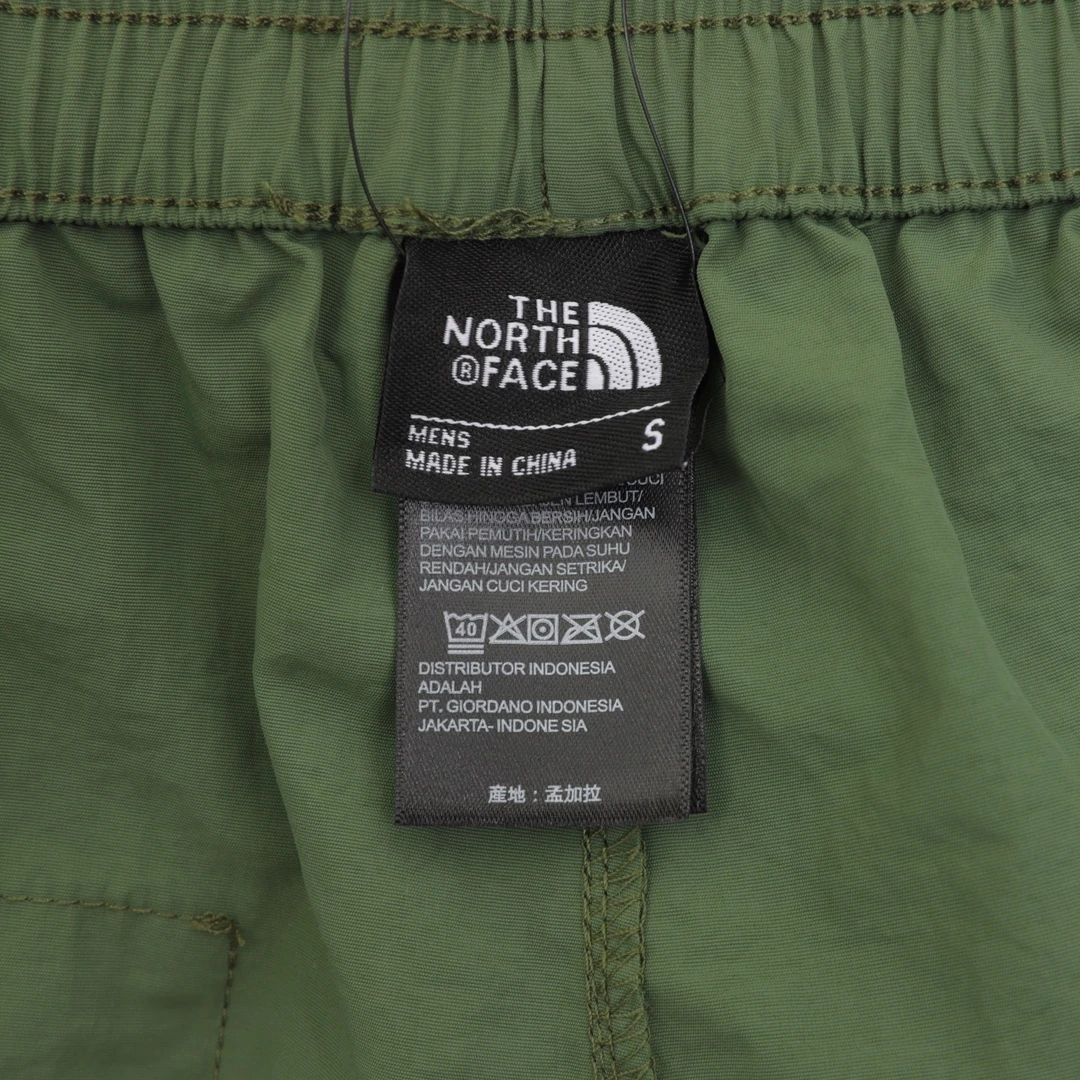 THE
NORTH
®FACE
MENS S
MADE IN CHINA
LEMBUT/
BILAS HINGGA BERSIH/JANGAN
PAKAI PEMUTIH/KERINGKAN
DENGAN MESIN PADA SUHU
RENDAH/JANGAN SETRIKA/
JANGAN CUCI KERING
40
DISTRIBUTOR INDONESIA
ADALAH
PT. GIORDANO INDONESIA
JAKARTA- INDONE SIA
産地：孟加拉